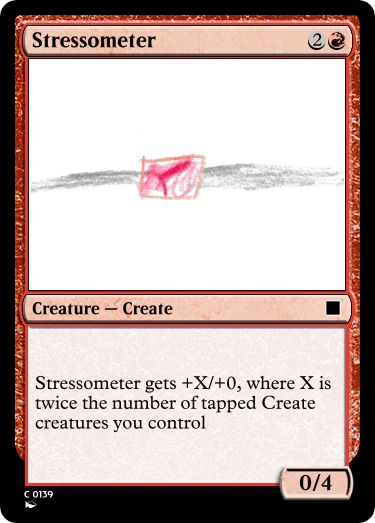 Stressometer 2
Creature — Create
Stressometer gets +X/+0, where X is
twice the number of tapped Create
creatures you control
0/4
C 0139